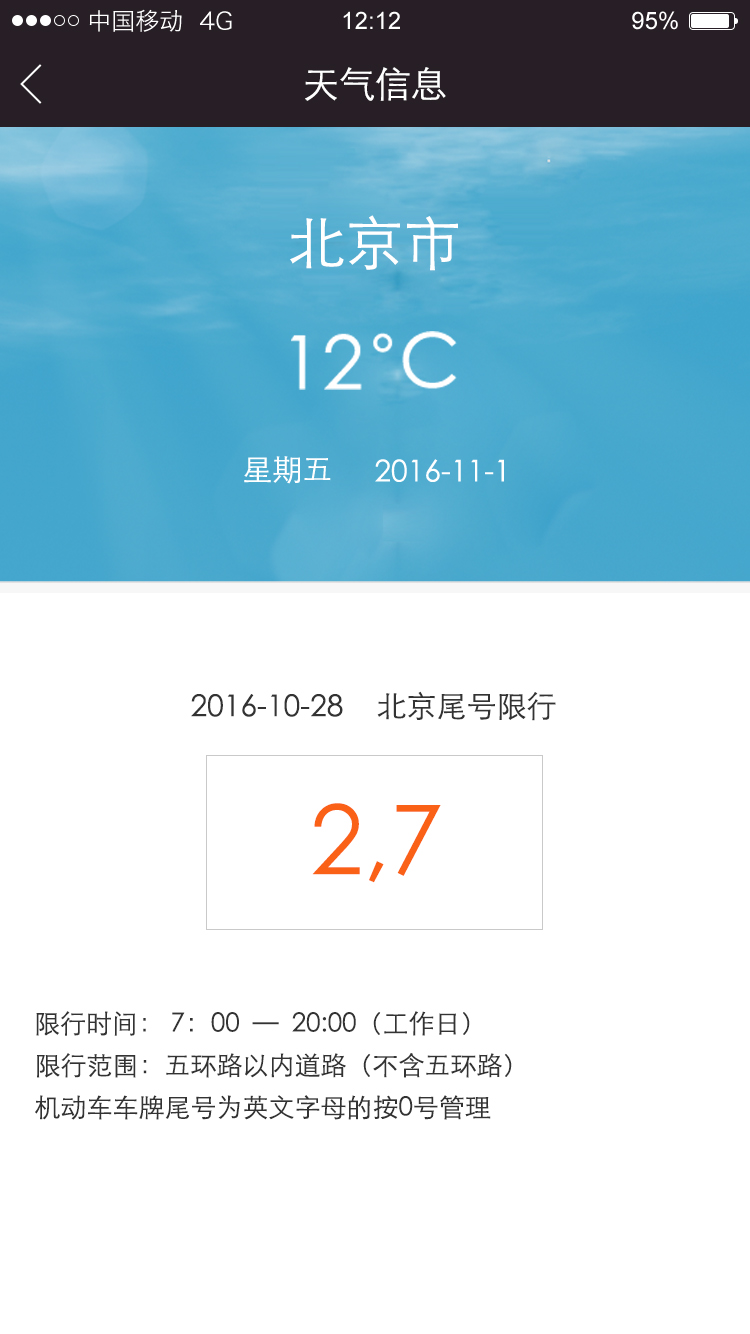 中国移动 4G 12:12 95%
天气信息
北京市
12°C
星期五 2016-11-1
2016-10-28 北京尾号限行
2,7
限行时间： 7：00 — 20:00（工作日）
限行范围：五环路以内道路（不含五环路）
机动车车牌尾号为英文字母的按0号管理